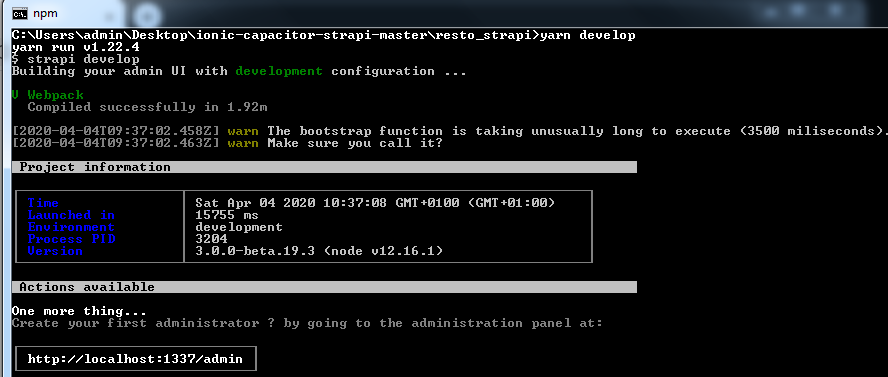 npm
C:\Users\admin\Desktop\ionic-capacitor-strapi-master\resto_strapi>yarn develop
yarn run v1.22.4
$ strapi develop
Building your admin UI with development configuration ...
V Webpack
Compiled successfully in 1.92m
[2020-04-04T09:37:02.458Z] warn The bootstrap function is taking unusually long to execute (3500 miliseconds).
[2020-04-04T09:37:02.463Z] warn Make sure you call it?
Project information
Time Sat Apr 04 2020 10:37:08 GMT+0100 (GMT+01:00)
Launched in 15755 ms
Environment development
Process PID 3204
Version 3.0.0-beta.19.3 (node v12.16.1)
Actions available
One more thing...
Create your first administrator ? by going to the administration panel at:
http://localhost:1337/admin